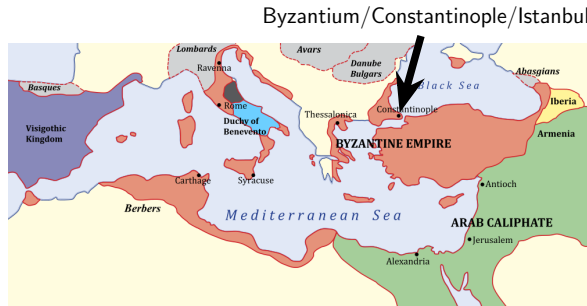 Byzantium/Constantinople/Istanbul
Lombards
Avars
Danube
Bulgars
Ravenna
Black Sea
Abasgians
Basques
Rome
Constantinople
Iberia
Thessalonica
Duchy of
Benevento
Visigothic
Kingdom
BYZANTINE EMPIRE
Armenia
Carthage
Syracuse
Antioch
Berbers
Mediterranean Sea
ARAB CALIPHATE
Jerusalem
Alexandria